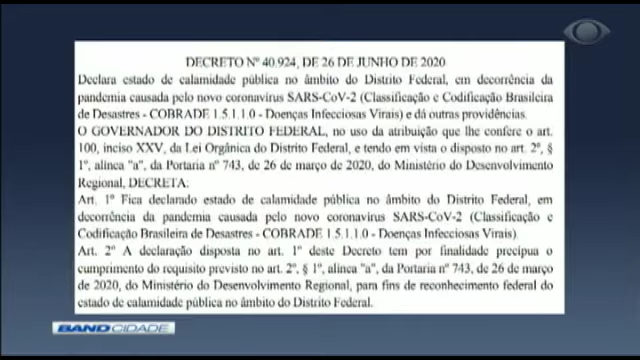 DECRETO Nº 40.924, DE 26 DE JUNHO DE 2020
Declara estado de calamidade pública no âmbito do Distrito Federal, em decorrência da
pandemia causada pelo novo coronavírus SARS-CoV-2 (Classificação e Codificação Brasileira
de Desastres - COBRADE 1.5.1.1.0 - Doenças Infecciosas Virais) e dá outras providências.
O GOVERNADOR DO DISTRITO FEDERAL, no uso da atribuição que lhe confere o art.
100, inciso XXV, da Lei Orgânica do Distrito Federal, e tendo em vista o disposto no art. 2º, §
1º, alínea "a", da Portaria nº 743, de 26 de março de 2020, do Ministério do Desenvolvimento
Regional, DECRETA:
Art. 1º Fica declarado estado de calamidade pública no âmbito do Distrito Federal, em
decorrência da pandemia causada pelo novo coronavírus SARS-CoV-2 (Classificação e
Codificação Brasileira de Desastres - COBRADE 1.5.1.1.0 - Doenças Infecciosas Virais).
Art. 2º A declaração disposta no art. 1º deste Decreto tem por finalidade precípua o
cumprimento do requisito previsto no art. 2º, § 1º, alínea "a", da Portaria nº 743, de 26 de março
de 2020, do Ministério do Desenvolvimento Regional, para fins de reconhecimento federal do
estado de calamidade pública no âmbito do Distrito Federal.
BAND CIDADE